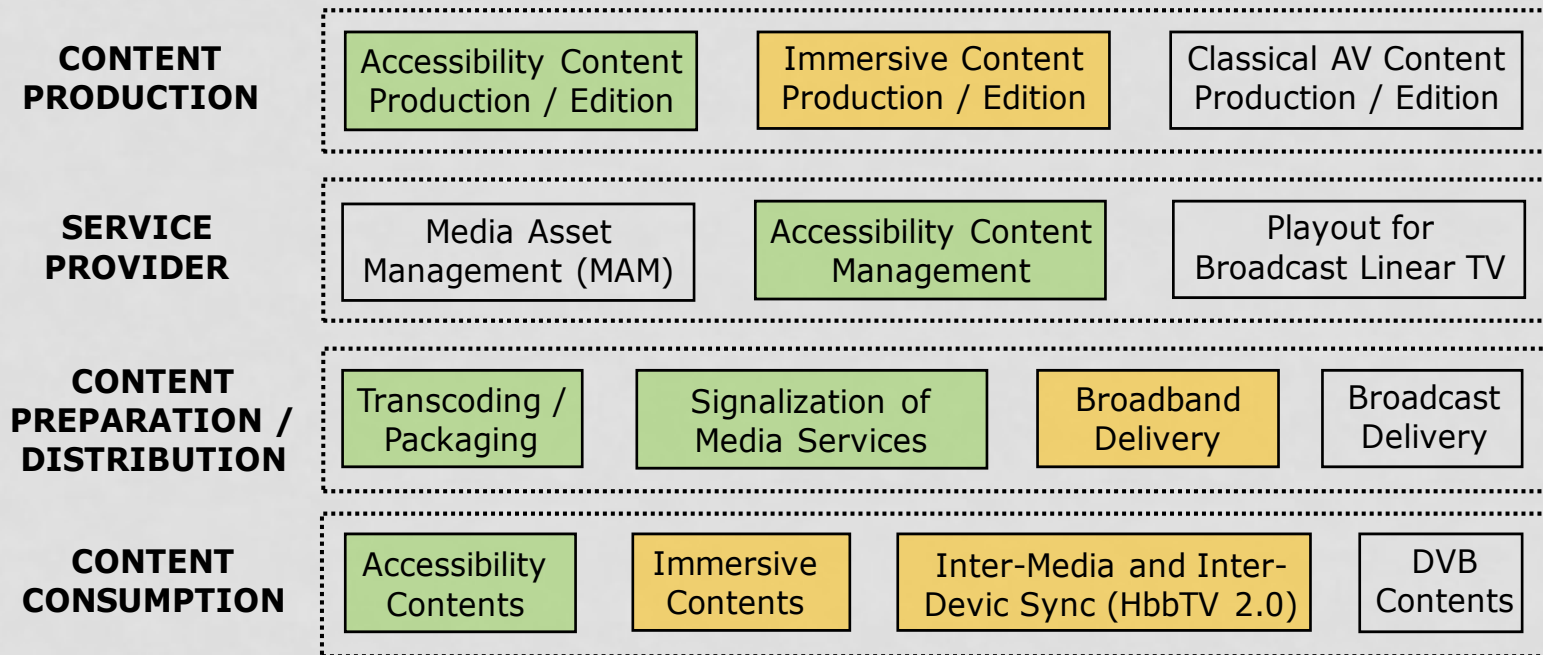 CONTENT
PRODUCTION
Accessibility Content
Production / Edition
Immersive Content
Production / Edition
Classical AV Content
Production / Edition
SERVICE
PROVIDER
Media Asset
Management (MAM)
Accessibility Content
Management
Playout for
Broadcast Linear TV
CONTENT
PREPARATION /
DISTRIBUTION
Transcoding /
Packaging
Signalization of
Media Services
Broadband
Delivery
Broadcast
Delivery
CONTENT
CONSUMPTION
Accessibility
Contents
Immersive
Contents
Inter-Media and Inter-
Devic Sync (HbbTV 2.0)
DVB
Contents